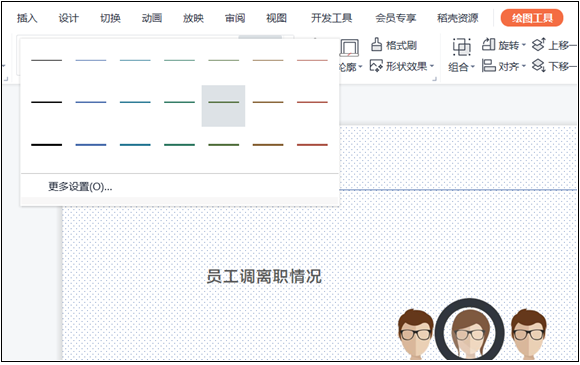 插入 设计 切换 动画 放映 审阅 视图 开发工具 会员专享 稻壳资源 绘图工具
格式刷 旋转 上移一
轮廓 形状效果 组合 对齐 下移一
更多设置(O)...
员工调离职情况